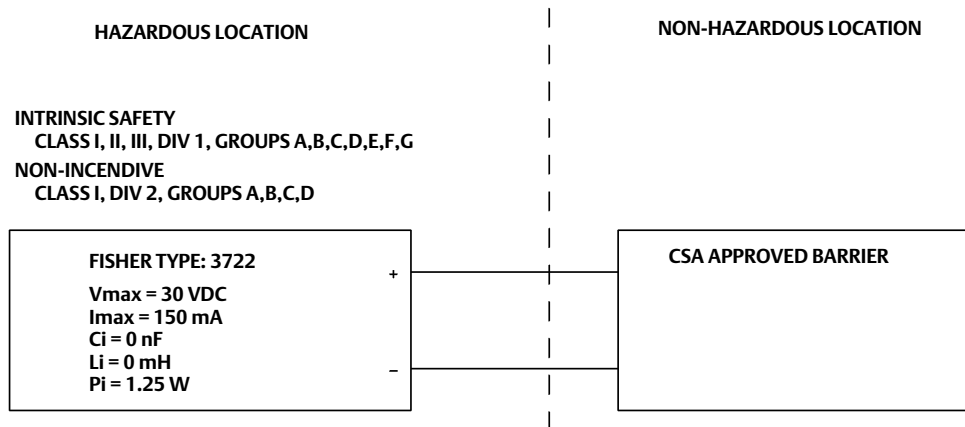 HAZARDOUS LOCATION
NON-HAZARDOUS LOCATION
INTRINSIC SAFETY
CLASS I, II, III, DIV 1, GROUPS A,B,C,D,E,F,G
NON-INCENDIVE
CLASS I, DIV 2, GROUPS A,B,C,D
FISHER TYPE: 3722
Vmax = 30 VDC
Imax = 150 mA
Ci = 0 nF
Li = 0 mH
Pi = 1.25 W
+
–
CSA APPROVED BARRIER